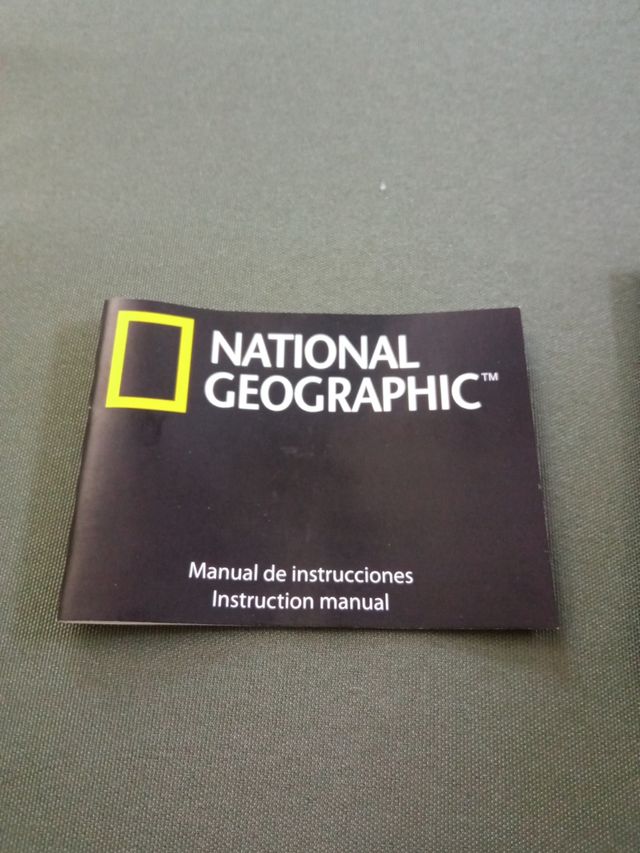 NATIONAL
GEOGRAPHIC™
Manual de instrucciones
Instruction manual